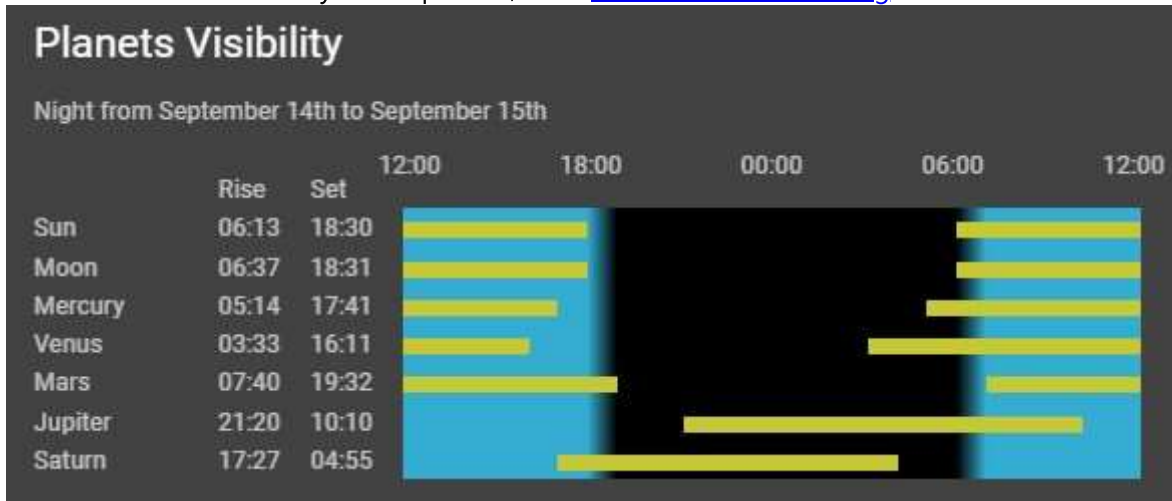 Planets Visibility
Night from September 14th to September 15th
12:00 18:00 00:00 06:00 12:00
Rise Set
Sun 06:13 18:30
Moon 06:37 18:31
Mercury 05:14 17:41
Venus 03:33 16:11
Mars 07:40 19:32
Jupiter 21:20 10:10
Saturn 17:27 04:55